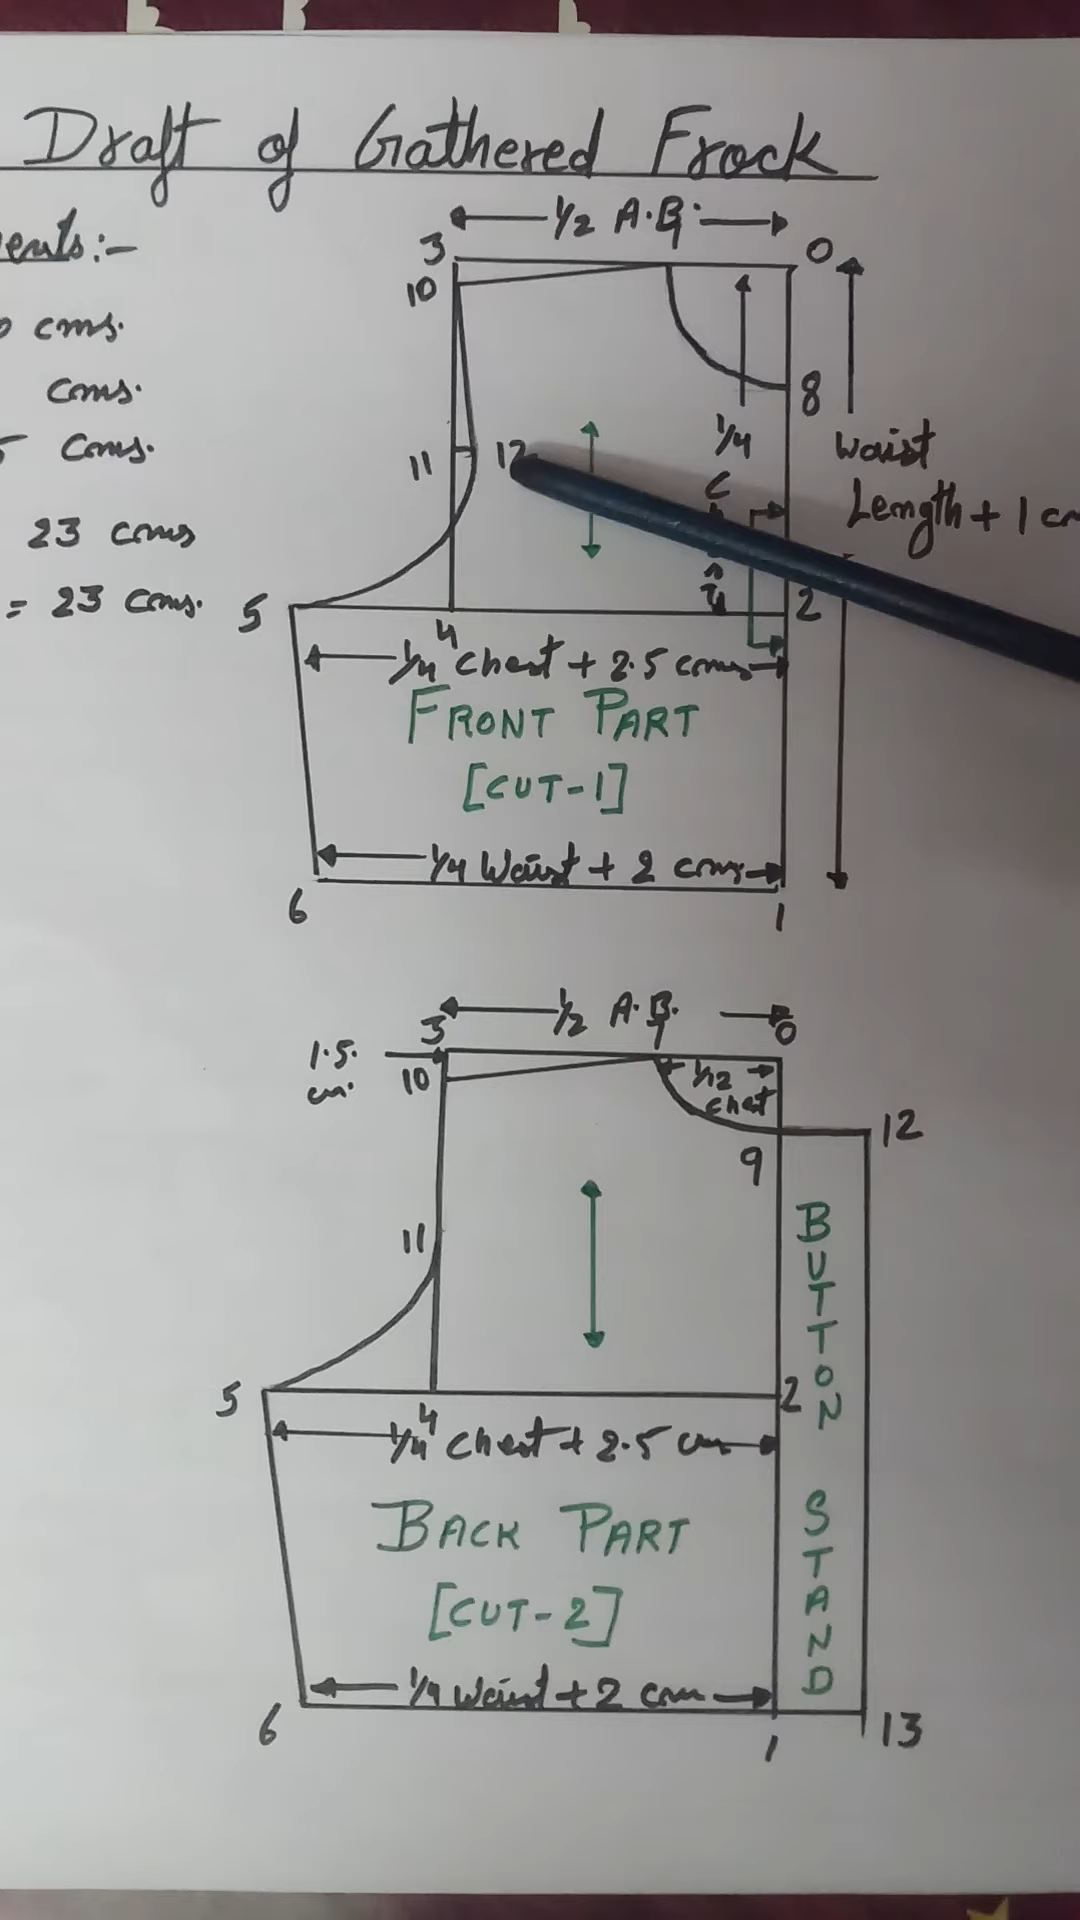 Draft of Gathered Frock
ents:-
cms.
cms.
cms.
23 cms
= 23 cms.
1/2 A.B.
3
7
0
10
8
1/4
C
11
12
Waist
Length + 1 cm
5
4
2
1/4 Chest + 2.5 cms
FRONT PART
[CUT-1]
1/4 Waist + 2 cms
6
1
1/2 A.B.
3
7
0
1.5.
cm.
10
1/12
chest
12
9
11
BUTTON STAND
5
4
2
1/4 Chest + 2.5 cm
BACK PART
[CUT-2]
1/4 Waist + 2 cm
6
1
13